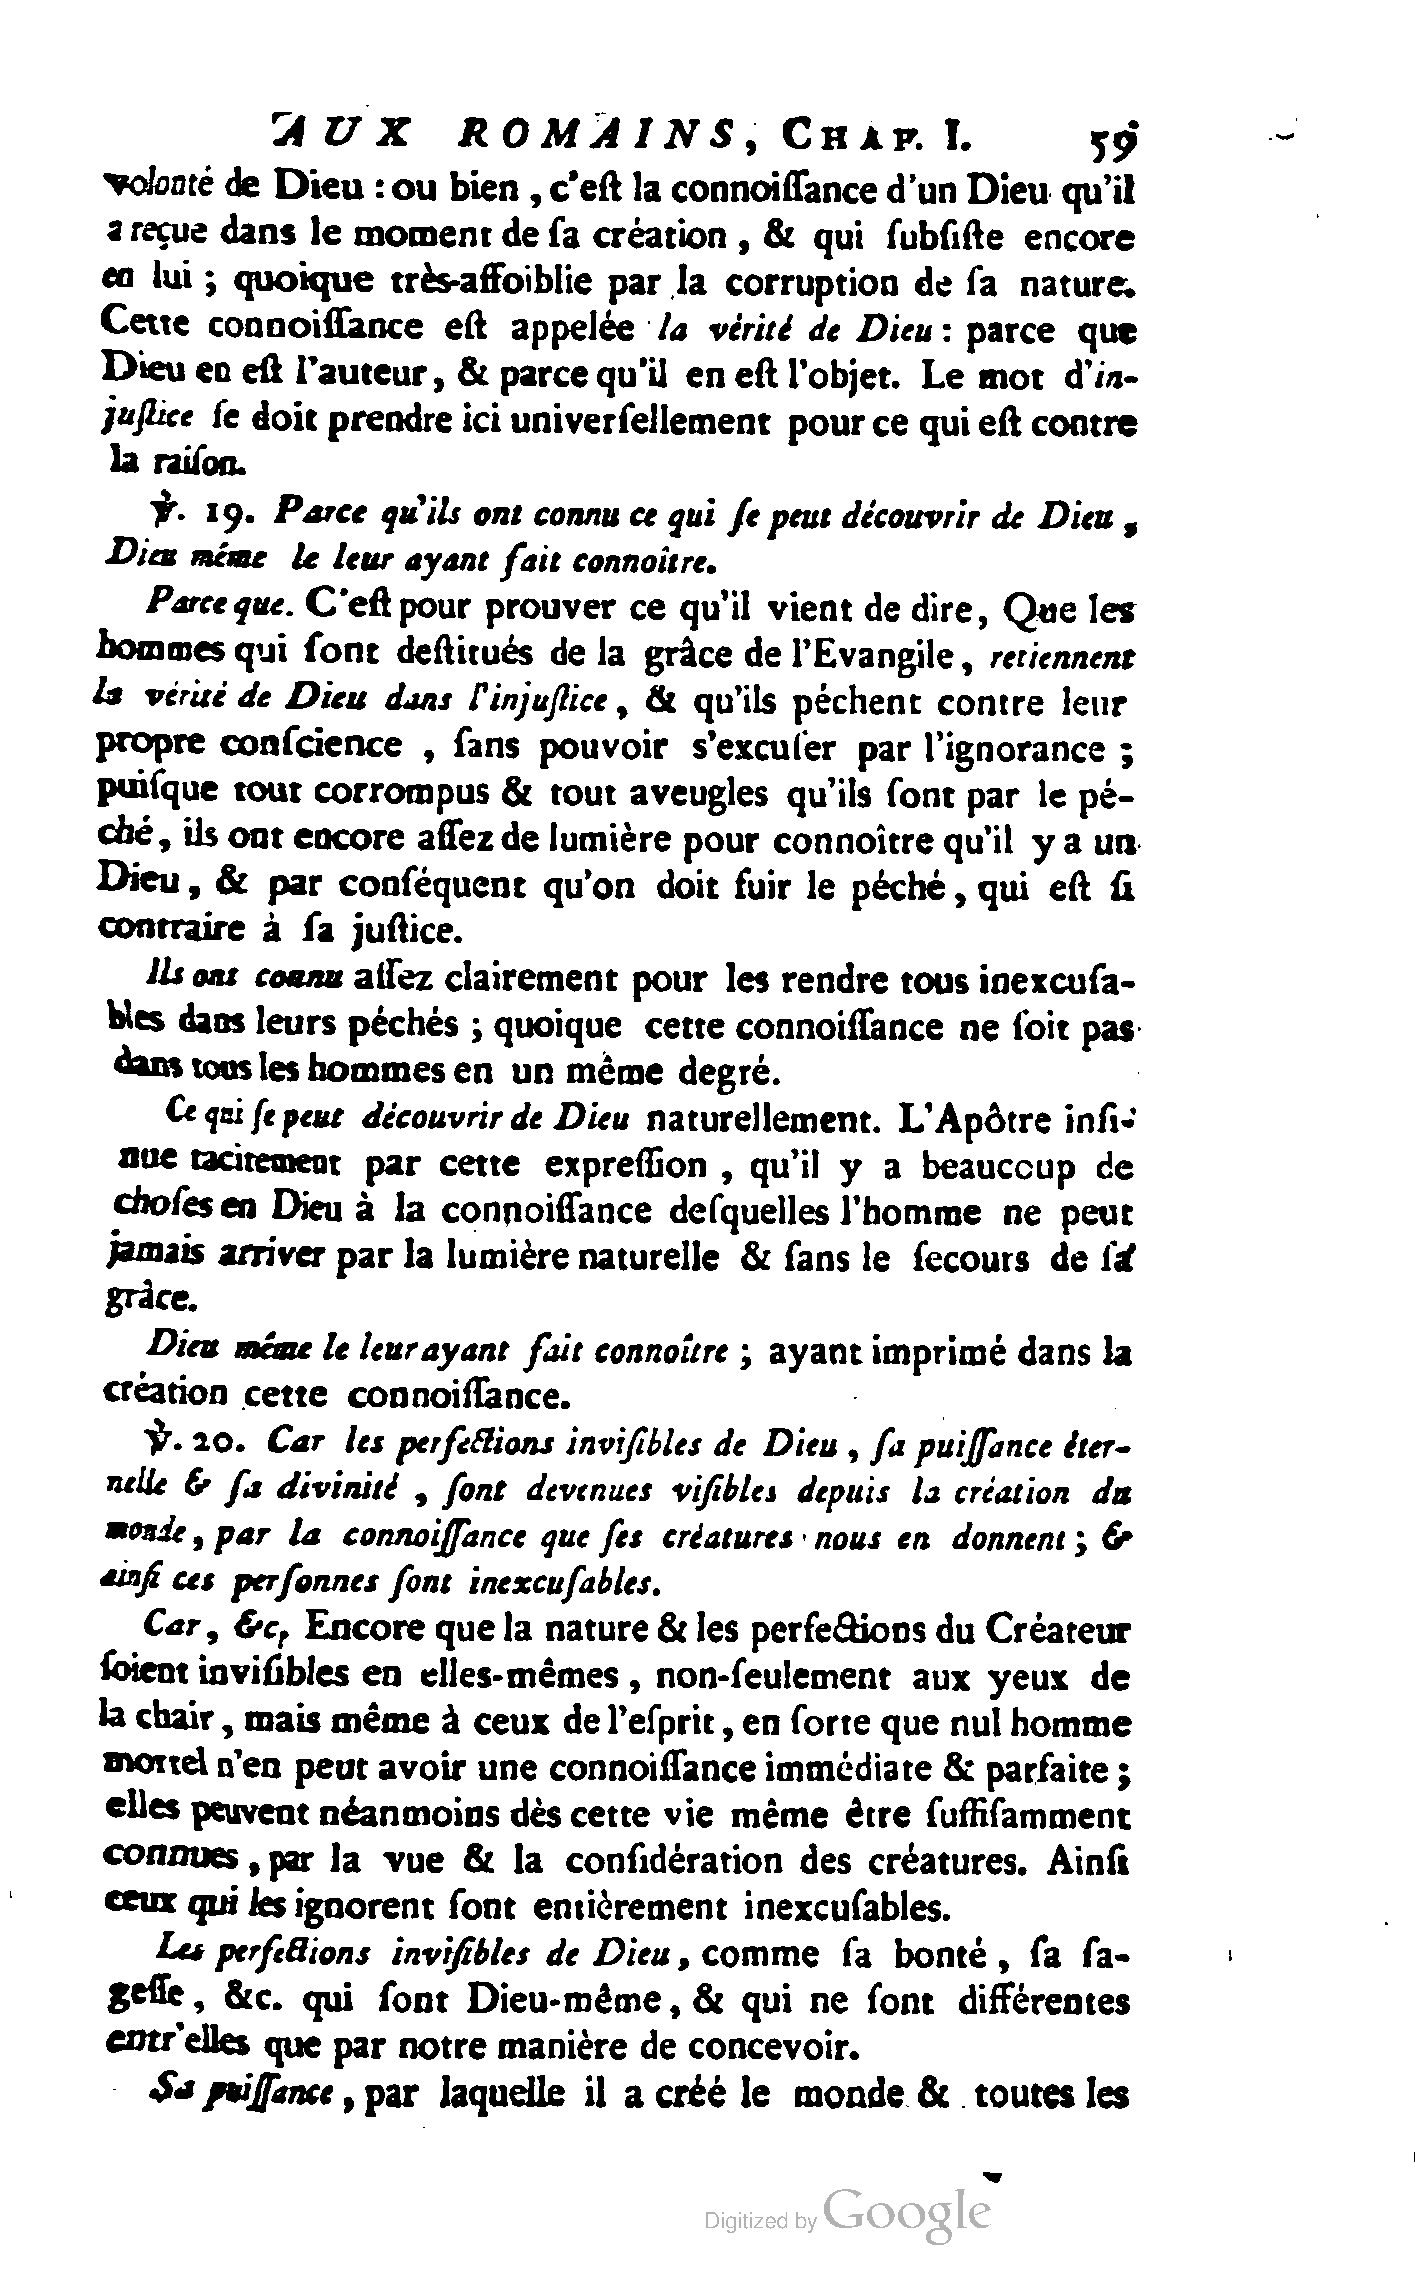 AUX ROMAINS, CHAP. I. 59
volonté de Dieu : ou bien , c'eſt la connoiſſance d'un Dieu qu'il
a reçue dans le moment de ſa création , & qui ſubſiſte encore
en lui ; quoique très-affoiblie par la corruption de ſa nature.
Cette connoiſſance eſt appelée la vérité de Dieu : parce que
Dieu en eſt l'auteur, & parce qu'il en eſt l'objet. Le mot d'in-
juſtice ſe doit prendre ici univerſellement pour ce qui eſt contre
la raiſon.
℣. 19. Parce qu'ils ont connu ce qui ſe peut découvrir de Dieu ,
Dieu même le leur ayant fait connoître.
Parce que. C'eſt pour prouver ce qu'il vient de dire, Que les
hommes qui ſont deſtitués de la grâce de l'Evangile, retiennent
la vérité de Dieu dans l'injuſtice , & qu'ils péchent contre leur
propre conſcience , ſans pouvoir s'excuſer par l'ignorance ;
puiſque tout corrompus & tout aveugles qu'ils ſont par le pé-
ché, ils ont encore aſſez de lumière pour connoître qu'il y a un
Dieu , & par conſéquent qu'on doit fuir le péché , qui eſt ſi
contraire à ſa juſtice.
Ils ont connu aſſez clairement pour les rendre tous inexcuſa-
bles dans leurs péchés ; quoique cette connoiſſance ne ſoit pas
dans tous les hommes en un même degré.
Ce qui ſe peut découvrir de Dieu naturellement. L'Apôtre inſi-
nue tacitement par cette expreſſion , qu'il y a beaucoup de
choſes en Dieu à la connoiſſance deſquelles l'homme ne peut
jamais arriver par la lumière naturelle & ſans le ſecours de ſa
grâce.
Dieu même le leur ayant fait connoître ; ayant imprimé dans la
création cette connoiſſance.
℣. 20. Car les perfections inviſibles de Dieu , ſa puiſſance éter-
nelle & ſa divinité , ſont devenues viſibles depuis la création du
monde, par la connoiſſance que ſes créatures nous en donnent ; &
ainſi ces perſonnes ſont inexcuſables.
Car, &c, Encore que la nature & les perfections du Créateur
ſoient inviſibles en elles-mêmes , non-ſeulement aux yeux de
la chair , mais même à ceux de l'eſprit , en ſorte que nul homme
mortel n'en peut avoir une connoiſſance immédiate & parfaite ;
elles peuvent néanmoins dès cette vie même être ſuffiſamment
connues , par la vue & la conſidération des créatures. Ainſi
ceux qui les ignorent ſont entièrement inexcuſables.
Les perfections inviſibles de Dieu , comme ſa bonté , ſa ſa-
geſſe , &c. qui ſont Dieu-même , & qui ne ſont différentes
entr'elles que par notre manière de concevoir.
Sa puiſſance , par laquelle il a créé le monde & toutes les
Digitized by Google